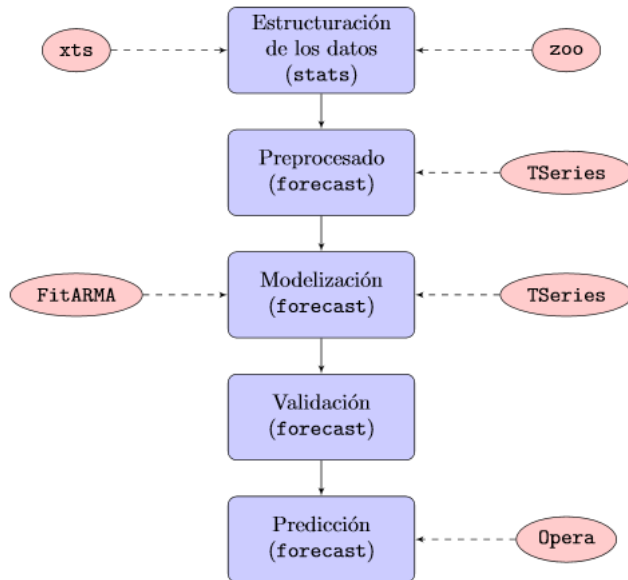 Estructuración
xts
de los datos
zoo
(stats)
Preprocesado
(forecast)
TSeries
Modelización
FitARMA
(forecast)
TSeries
Validación
(forecast)
Predicción
(forecast)
Opera